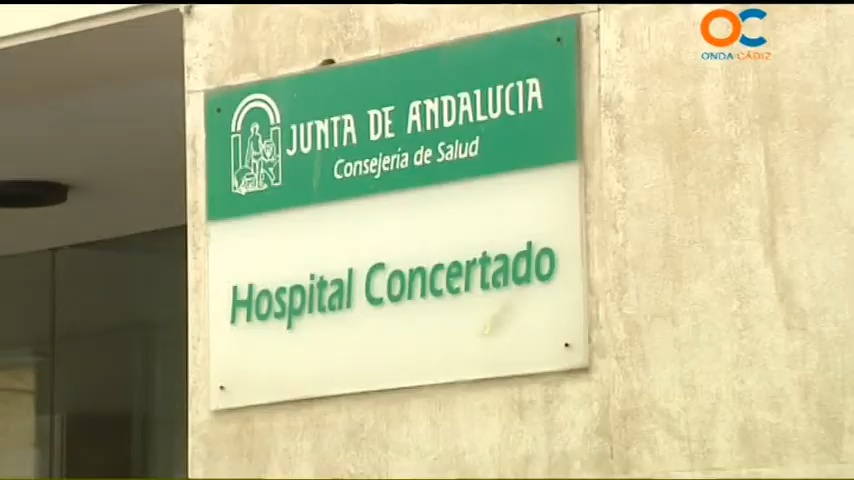 OC
ONDA CÁDIZ
JUNTA DE ANDALUCIA
Consejería de Salud
Hospital Concertado